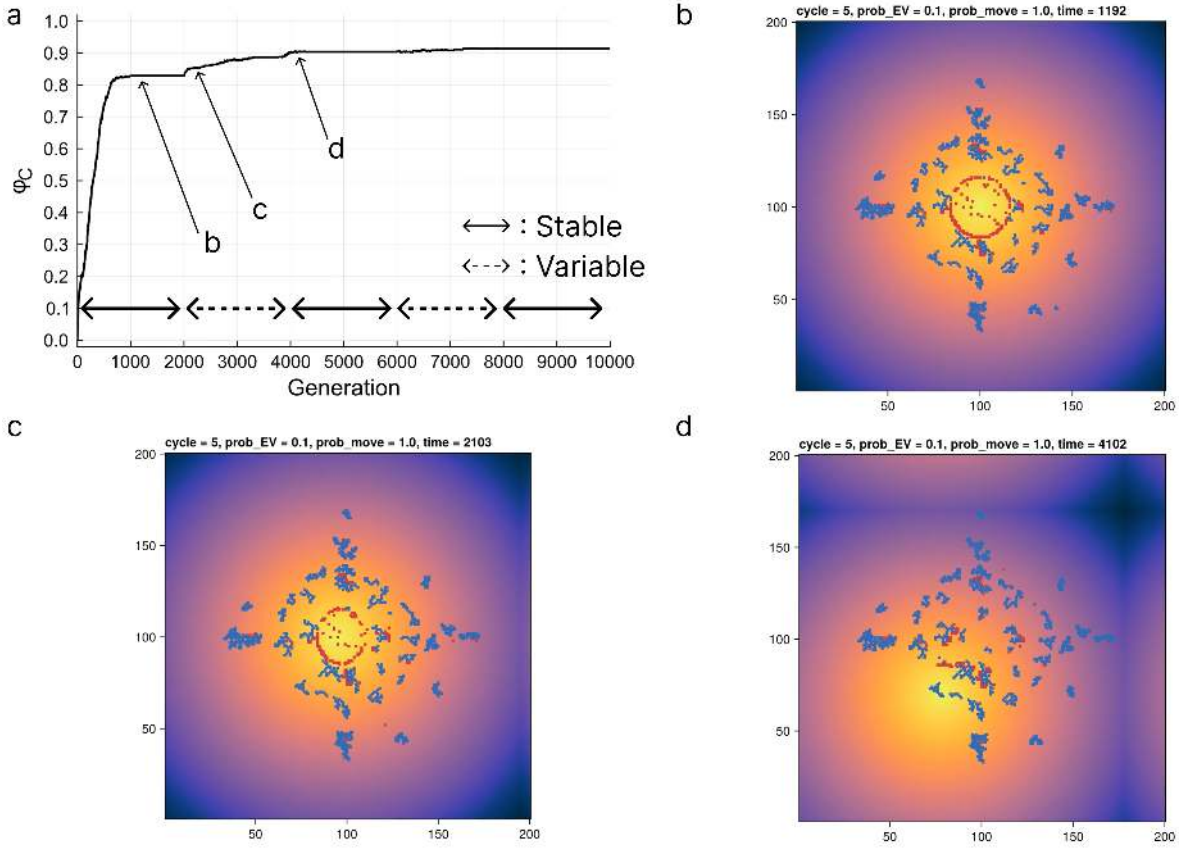 a
1.0
0.9
0.8
0.7
0.6
0.5
0.4
0.3
0.2
0.1
0.0
φC
b
c
d
: Stable
: Variable
0 1000 2000 3000 4000 5000 6000 7000 8000 9000 10000
Generation
b
cycle = 5, prob_EV = 0.1, prob_move = 1.0, time = 1192
200
150
100
50
50 100 150 200
c
cycle = 5, prob_EV = 0.1, prob_move = 1.0, time = 2103
200
150
100
50
50 100 150 200
d
cycle = 5, prob_EV = 0.1, prob_move = 1.0, time = 4102
200
150
100
50
50 100 150 200